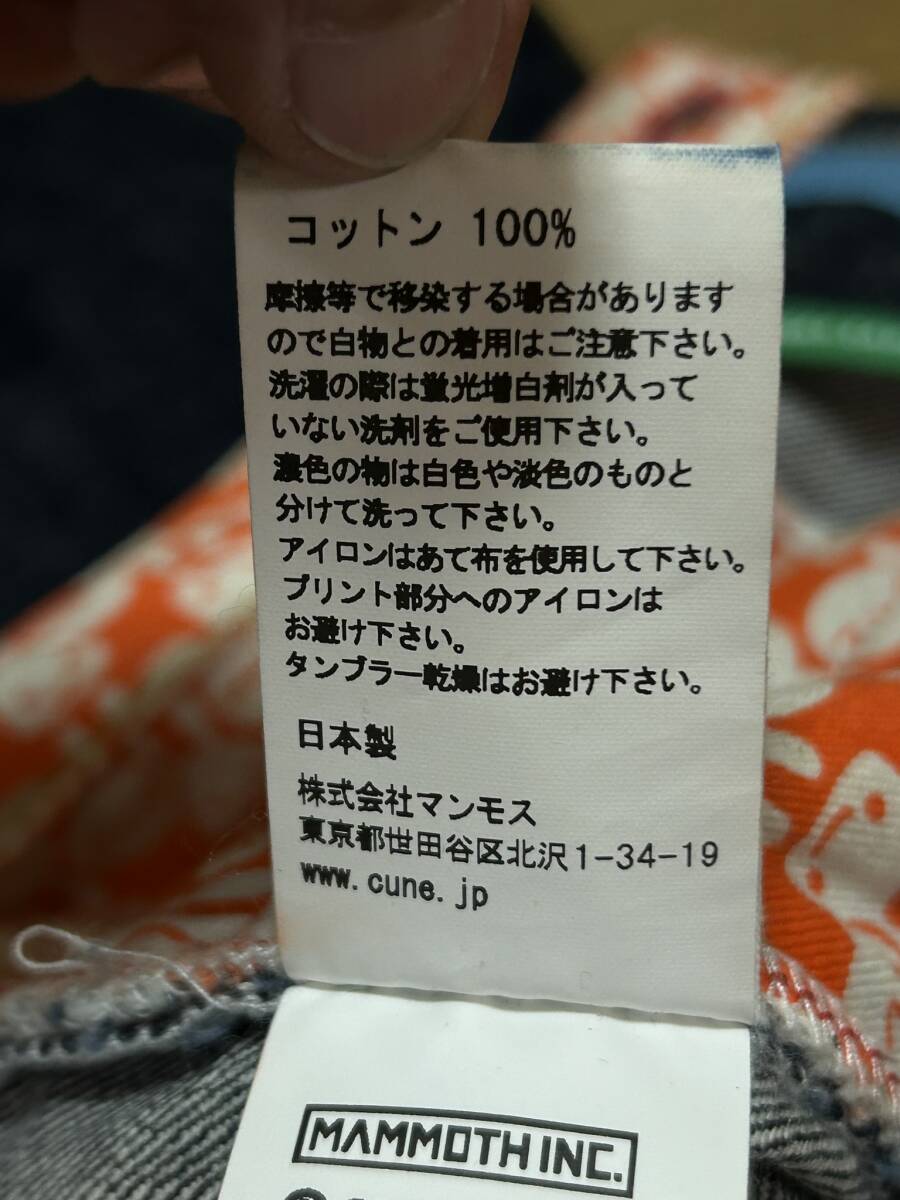 コットン 100%
摩擦等で移染する場合があります
ので白物との着用はご注意下さい。
洗濯の際は蛍光増白剤が入って
いない洗剤をご使用下さい。
濃色の物は白色や淡色のものと
分けて洗って下さい。
アイロンはあて布を使用して下さい。
プリント部分へのアイロンは
お避け下さい。
タンブラー乾燥はお避け下さい。
日本製
株式会社マンモス
東京都世田谷区北沢1-34-19
www.cune.jp
MAMMOTH INC.